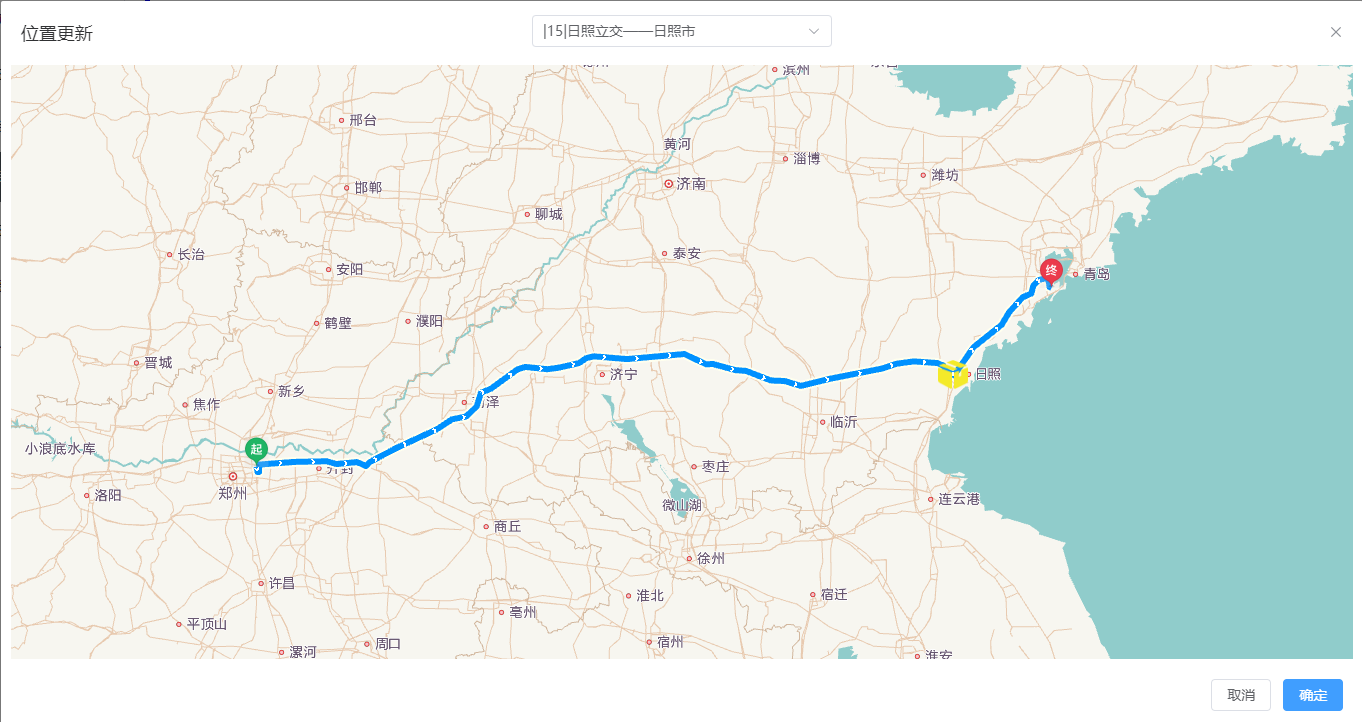 位置更新
|15|日照立交——日照市
滨州
邢台
黄河
淄博
潍坊
济南
邯郸
聊城
长治
泰安
安阳
终
青岛
鹤壁
濮阳
晋城
济宁
日照
新乡
焦作
临沂
小浪底水库
起
枣庄
郑州
洛阳
连云港
微山湖
商丘
徐州
许昌
淮北
宿迁
亳州
平顶山
周口
宿州
漯河
淮安
取消
确定